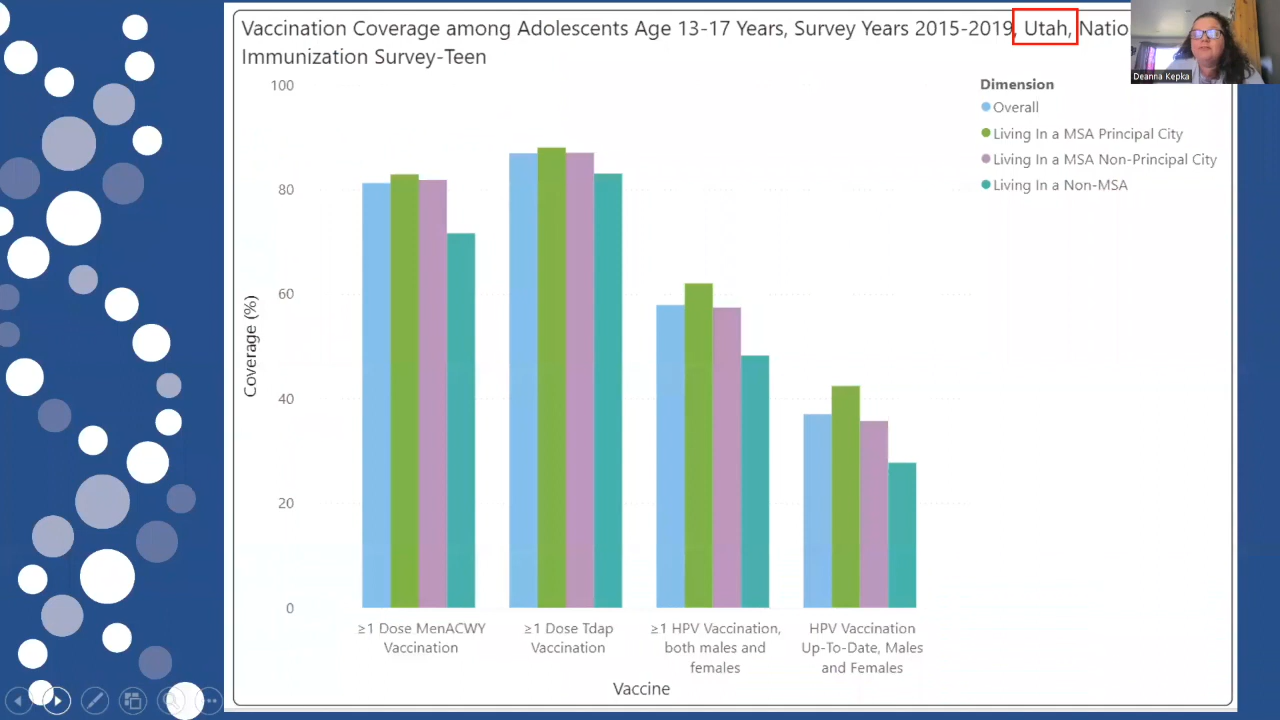 Vaccination Coverage among Adolescents Age 13-17 Years, Survey Years 2015-2019, Utah,
Immunization Survey-Teen
Deanna Kepka
Dimension
Overall
Living In a MSA Principal City
Living In a MSA Non-Principal City
Living In a Non-MSA
100
80
60
40
20
0
Coverage (%)
≥1 Dose MenACWY
Vaccination
≥1 Dose Tdap
Vaccination
≥1 HPV Vaccination,
both males and
females
HPV Vaccination
Up-To-Date, Males
and Females
Vaccine